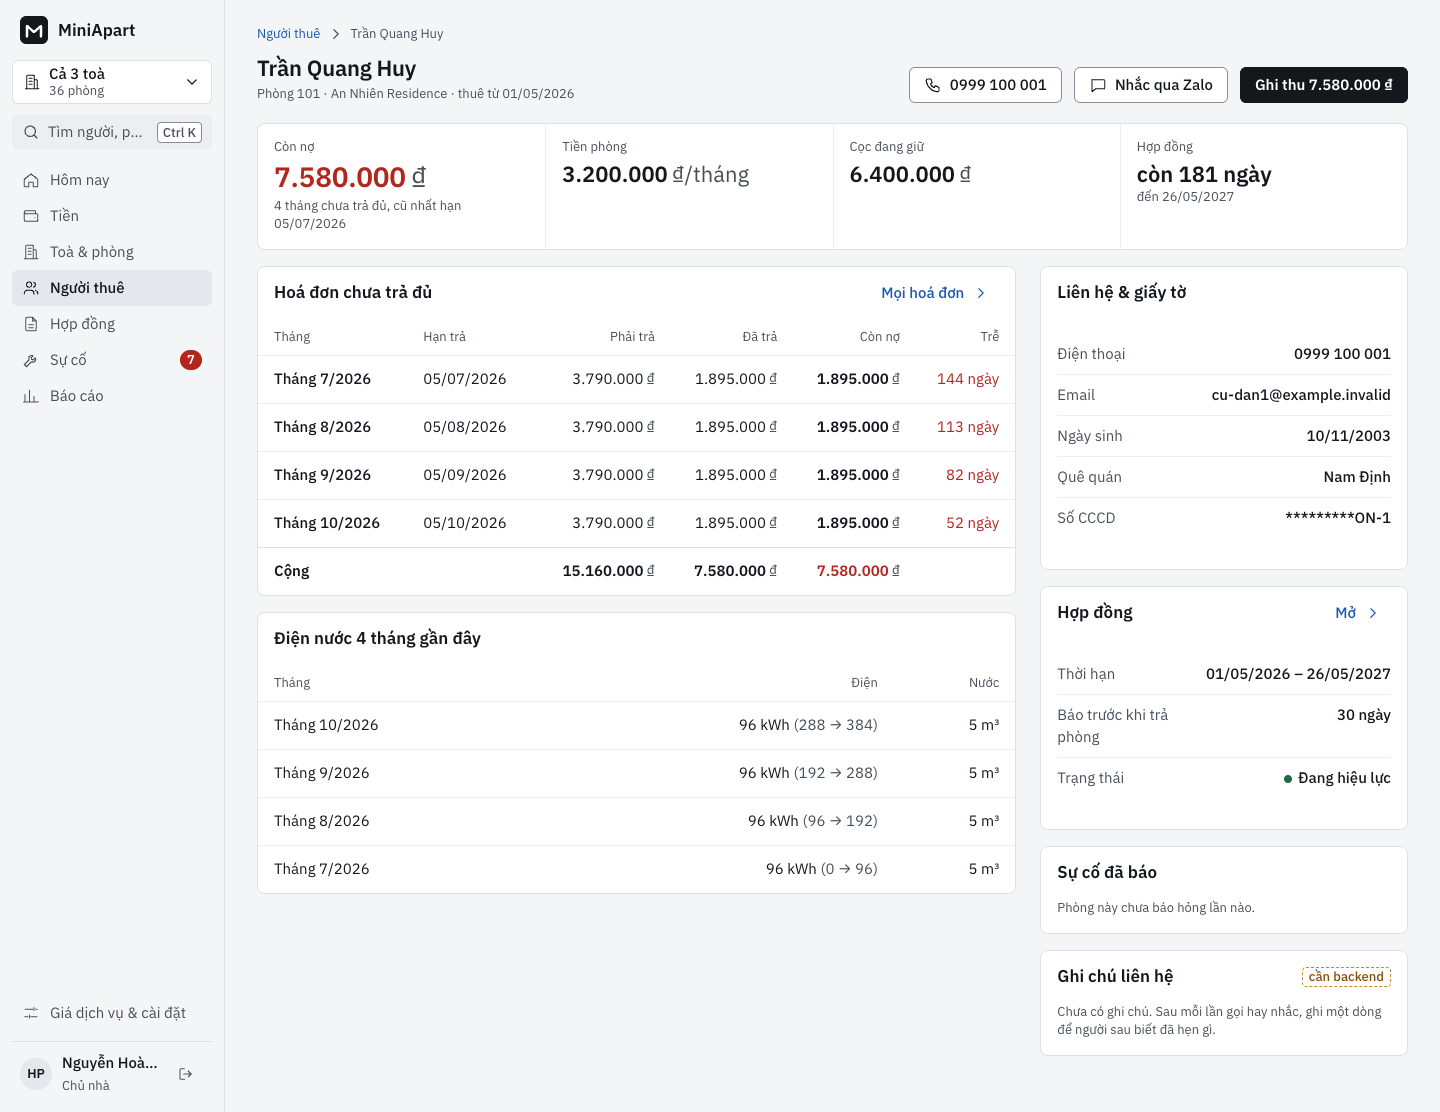 MiniApart
Cả 3 toà
36 phòng
Tìm người, p... Ctrl K
Hôm nay
Tiền
Toà & phòng
Người thuê
Hợp đồng
Sự cố 7
Báo cáo
Giá dịch vụ & cài đặt
HP Nguyễn Hoà...
Chủ nhà
Người thuê > Trần Quang Huy
Trần Quang Huy
Phòng 101 · An Nhiên Residence · thuê từ 01/05/2026
0999 100 001
Nhắc qua Zalo
Ghi thu 7.580.000 ₫
Còn nợ
7.580.000 ₫
4 tháng chưa trả đủ, cũ nhất hạn
05/07/2026
Tiền phòng
3.200.000 ₫/tháng
Cọc đang giữ
6.400.000 ₫
Hợp đồng
còn 181 ngày
đến 26/05/2027
Hoá đơn chưa trả đủ Mọi hoá đơn
Tháng Hạn trả Phải trả Đã trả Còn nợ Trễ
Tháng 7/2026 05/07/2026 3.790.000 ₫ 1.895.000 ₫ 1.895.000 ₫ 144 ngày
Tháng 8/2026 05/08/2026 3.790.000 ₫ 1.895.000 ₫ 1.895.000 ₫ 113 ngày
Tháng 9/2026 05/09/2026 3.790.000 ₫ 1.895.000 ₫ 1.895.000 ₫ 82 ngày
Tháng 10/2026 05/10/2026 3.790.000 ₫ 1.895.000 ₫ 1.895.000 ₫ 52 ngày
Cộng 15.160.000 ₫ 7.580.000 ₫ 7.580.000 ₫
Điện nước 4 tháng gần đây
Tháng Điện Nước
Tháng 10/2026 96 kWh (288 → 384) 5 m³
Tháng 9/2026 96 kWh (192 → 288) 5 m³
Tháng 8/2026 96 kWh (96 → 192) 5 m³
Tháng 7/2026 96 kWh (0 → 96) 5 m³
Liên hệ & giấy tờ
Điện thoại 0999 100 001
Email cu-dan1@example.invalid
Ngày sinh 10/11/2003
Quê quán Nam Định
Số CCCD *********ON-1
Hợp đồng Mở
Thời hạn 01/05/2026 – 26/05/2027
Báo trước khi trả phòng 30 ngày
Trạng thái Đang hiệu lực
Sự cố đã báo
Phòng này chưa báo hỏng lần nào.
Ghi chú liên hệ cần backend
Chưa có ghi chú. Sau mỗi lần gọi hay nhắc, ghi một dòng
để người sau biết đã hẹn gì.